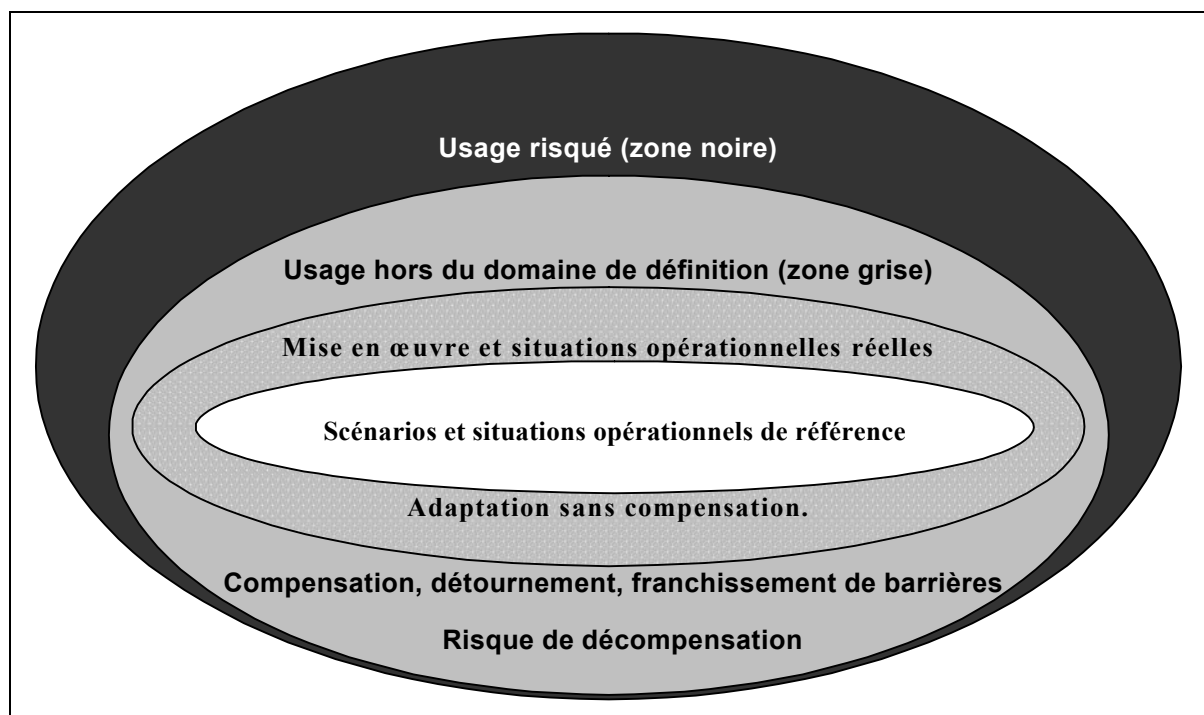 Usage risqué (zone noire)
Usage hors du domaine de définition (zone grise)
Mise en œuvre et situations opérationnelles réelles
Scénarios et situations opérationnels de référence
Adaptation sans compensation.
Compensation, détournement, franchissement de barrières
Risque de décompensation